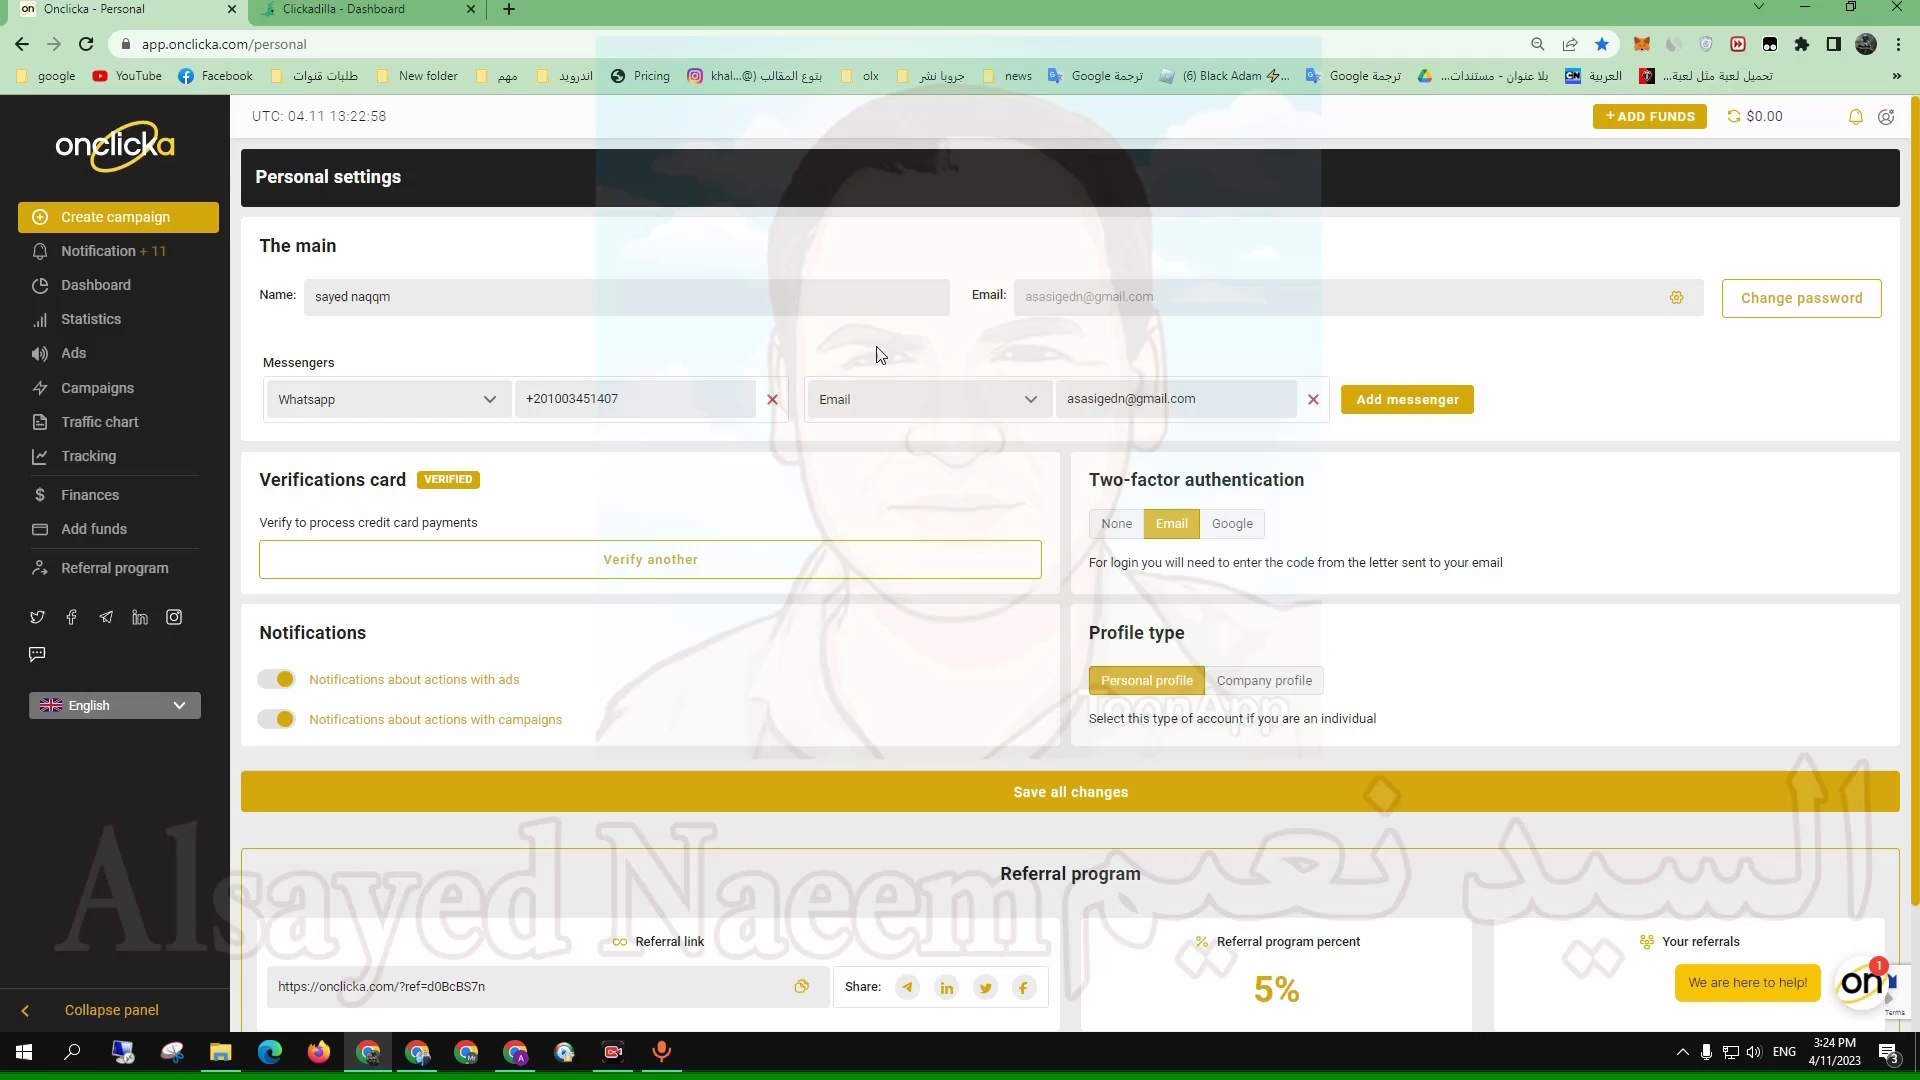 Onclicka - Personal
Clickadilla - Dashboard
app.onclicka.com/personal
google
YouTube
Facebook
طلبات قنوات
New folder
مهم
اندرويد
Pricing
بتوع المقالب (@khal...
olx
جروبا نشر
news
ترجمة Google
(6) Black Adam ⚡...
ترجمة Google
بلا عنوان - مستندات...
العربية
تحميل لعبة مثل لعبة...
»
onclicka
UTC: 04.11 13:22:58
+ ADD FUNDS
$0.00
Personal settings
Create campaign
Notification + 11
Dashboard
Statistics
Ads
Campaigns
Traffic chart
Tracking
Finances
Add funds
Referral program
English
Collapse panel
The main
Name:
sayed naqqm
Email:
asasigedn@gmail.com
Change password
Messengers
Whatsapp
+201003451407
Email
asasigedn@gmail.com
Add messenger
Verifications card
VERIFIED
Verify to process credit card payments
Verify another
Two-factor authentication
None
Email
Google
For login you will need to enter the code from the letter sent to your email
Notifications
Notifications about actions with ads
Notifications about actions with campaigns
Profile type
Personal profile
Company profile
ToonApp
Select this type of account if you are an individual
Save all changes
Alsayed Naeem
السيد نعيم
Referral program
Referral link
https://onclicka.com/?ref=d0BcBS7n
Share:
Referral program percent
5%
Your referrals
We are here to help!
on
1
Terms
ENG
3:24 PM
4/11/2023
3